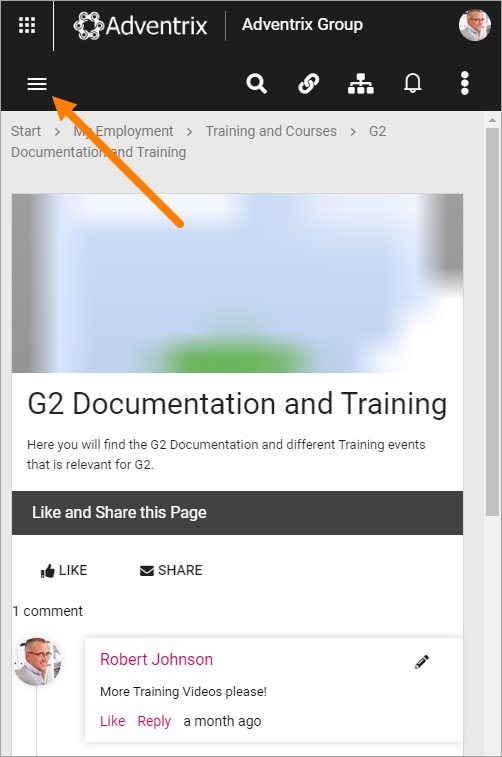 Adventrix Adventrix Group
Start > My Employment > Training and Courses > G2
Documentation and Training
G2 Documentation and Training
Here you will find the G2 Documentation and different Training events
that is relevant for G2.
Like and Share this Page
LIKE SHARE
1 comment
Robert Johnson
More Training Videos please!
Like Reply a month ago